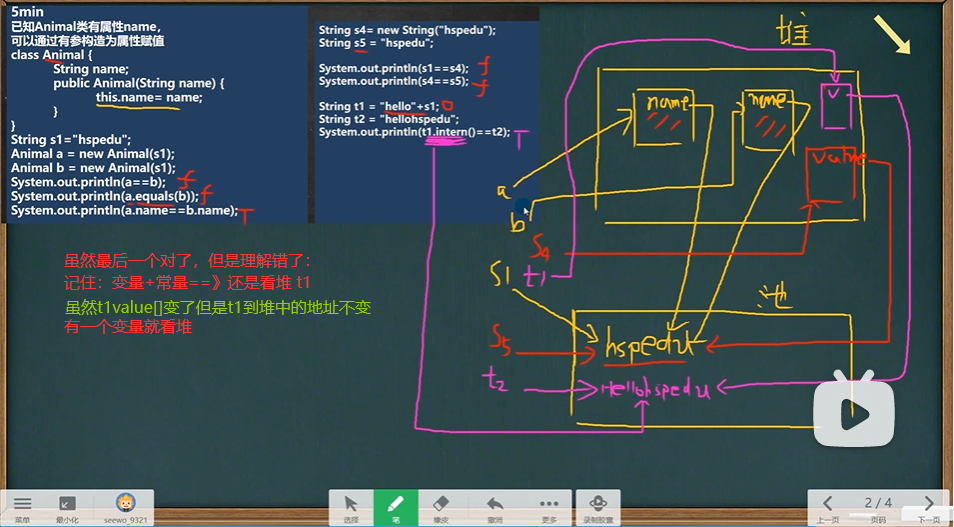 5min
已知Animal类有属性name,
可以通过有参构造为属性赋值
class Animal {
String name;
public Animal(String name) {
this.name= name;
}
}
String s1="hspedu";
Animal a = new Animal(s1);
Animal b = new Animal(s1);
System.out.println(a==b); f
System.out.println(a.equals(b)); f
System.out.println(a.name==b.name); T
String s4= new String("hspedu");
String s5 = "hspedu";
System.out.println(s1==s4); f
System.out.println(s4==s5); f
String t1 = "hello"+s1;
String t2 = "hellohspedu";
System.out.println(t1.intern()==t2); T
虽然最后一个对了，但是理解错了：
记住：变量+常量==》还是看堆 t1
虽然t1value[]变了但是t1到堆中的地址不变
有一个变量就看堆
堆
name
name
v
value
a
b
S4
S1
t1
池
S5
hspedu
t2
Hellohspedu
菜单
最小化
seewo_9321
选择
笔
橡皮
撤消
更多
录制胶囊
上一页
2 / 4
页码
下一页